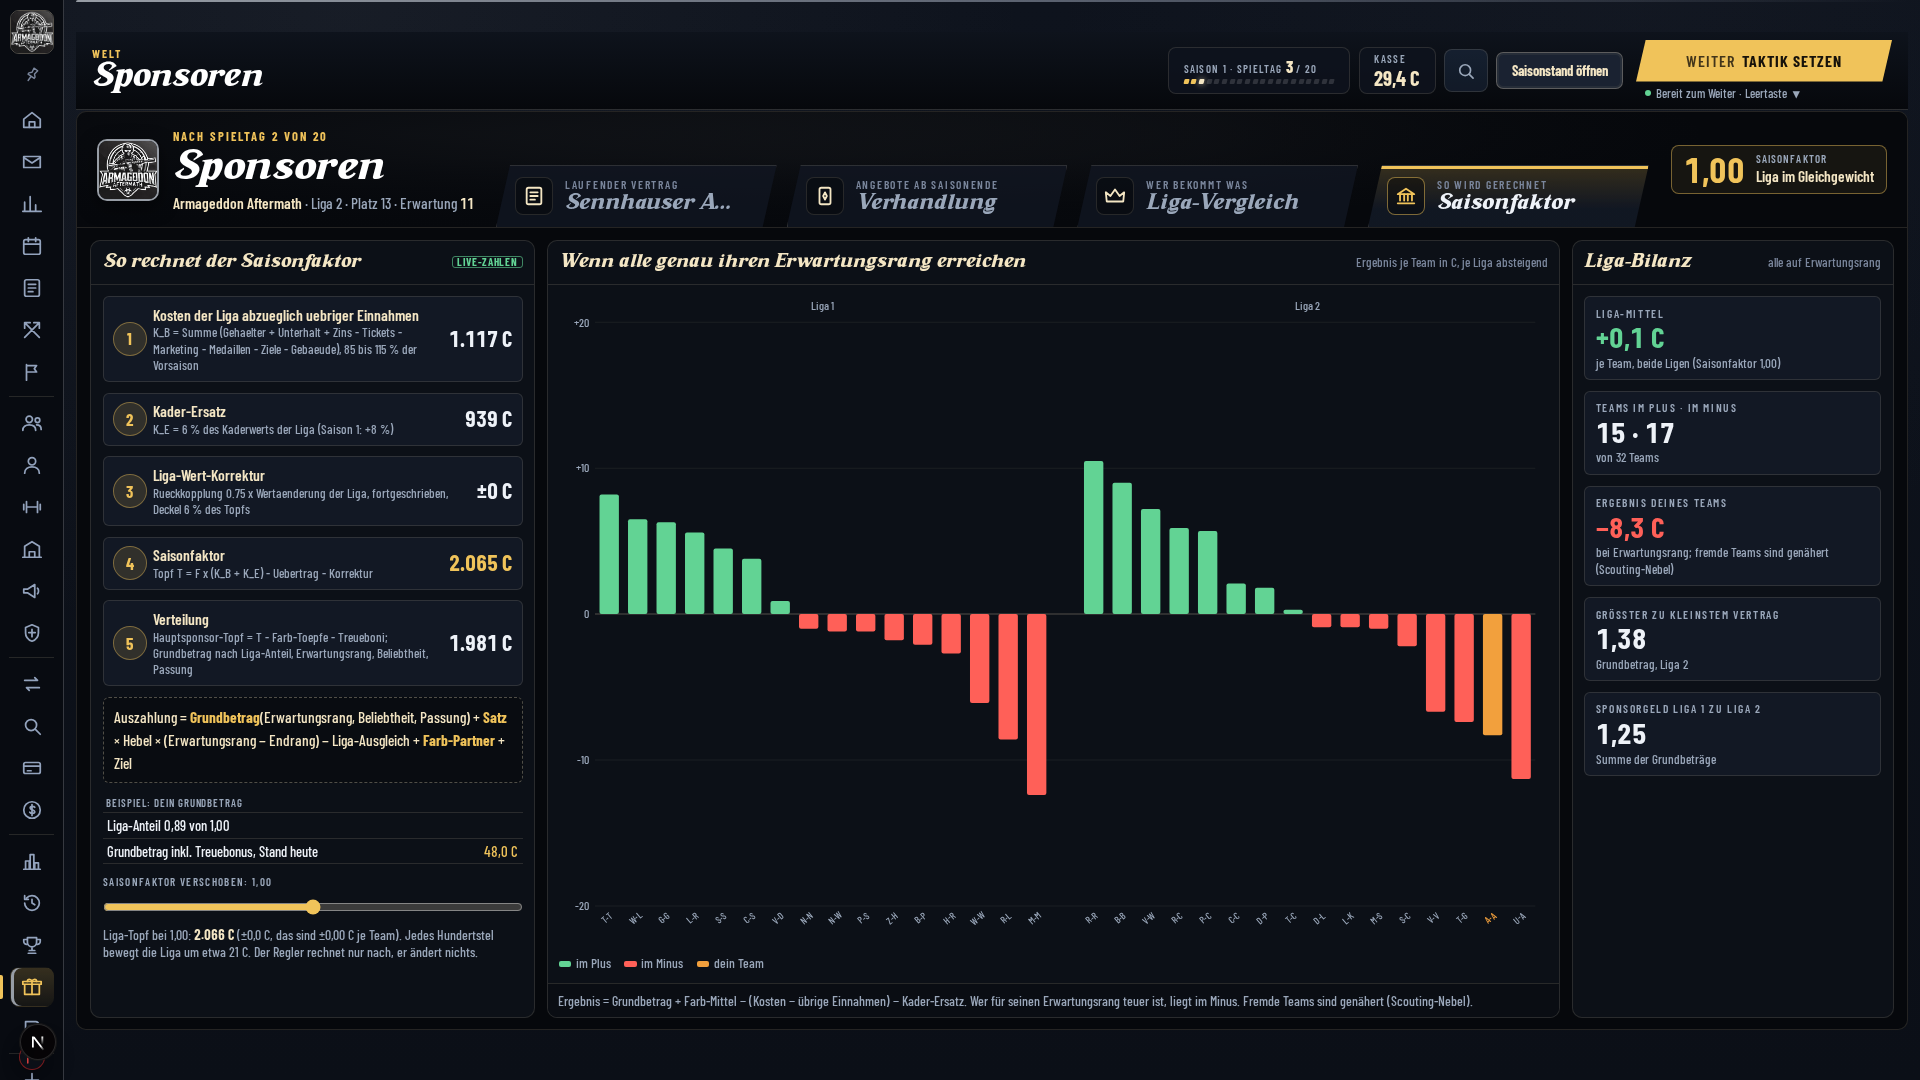 WELT
Sponsoren
SAISON 1 · SPIELTAG 3 / 20
KASSE
29,4 C
Saisonstand öffnen
WEITER TAKTIK SETZEN
Bereit zum Weiter · Leertaste ▼
ARMAGEDDON
AFTERMATH
NACH SPIELTAG 2 VON 20
Sponsoren
Armageddon Aftermath · Liga 2 · Platz 13 · Erwartung 11
LAUFENDER VERTRAG
Sennhauser A...
ANGEBOTE AB SAISONENDE
Verhandlung
WER BEKOMMT WAS
Liga-Vergleich
SO WIRD GERECHNET
Saisonfaktor
1,00
SAISONFAKTOR
Liga im Gleichgewicht
So rechnet der Saisonfaktor
LIVE-ZAHLEN
1
Kosten der Liga abzueglich uebriger Einnahmen
K_B = Summe (Gehaelter + Unterhalt + Zins - Tickets -
Marketing - Medaillen - Ziele - Gebaeude), 85 bis 115 % der
Vorsaison
1.117 C
2
Kader-Ersatz
K_E = 6 % des Kaderwerts der Liga (Saison 1: +8 %)
939 C
3
Liga-Wert-Korrektur
Rueckkopplung 0.75 x Wertaenderung der Liga, fortgeschrieben,
Deckel 6 % des Topfs
±0 C
4
Saisonfaktor
Topf T = F x (K_B + K_E) - Uebertrag - Korrektur
2.065 C
5
Verteilung
Hauptsponsor-Topf = T - Farb-Toepfe - Treueboni;
Grundbetrag nach Liga-Anteil, Erwartungsrang, Beliebtheit,
Passung
1.981 C
Auszahlung = Grundbetrag(Erwartungsrang, Beliebtheit, Passung) + Satz
× Hebel × (Erwartungsrang − Endrang) − Liga-Ausgleich + Farb-Partner +
Ziel
BEISPIEL: DEIN GRUNDBETRAG
Liga-Anteil 0,89 von 1,00
Grundbetrag inkl. Treuebonus, Stand heute 48,0 C
SAISONFAKTOR VERSCHOBEN: 1,00
Liga-Topf bei 1,00: 2.066 C (±0,0 C, das sind ±0,00 C je Team). Jedes Hundertstel
bewegt die Liga um etwa 21 C. Der Regler rechnet nur nach, er ändert nichts.
Wenn alle genau ihren Erwartungsrang erreichen
Ergebnis je Team in C, je Liga absteigend
Liga 1
Liga 2
+20
+10
0
-10
-20
T-T W-L G-G L-R S-S C-S V-D N-N N-W P-S Z-H B-P H-R W-W R-L M-M R-R B-B V-W R-C P-C C-C D-P T-C D-L L-K M-S S-C V-V T-G A-A U-A
im Plus im Minus dein Team
Ergebnis = Grundbetrag + Farb-Mittel − (Kosten − übrige Einnahmen) − Kader-Ersatz. Wer für seinen Erwartungsrang teuer ist, liegt im Minus. Fremde Teams sind genähert (Scouting-Nebel).
Liga-Bilanz
alle auf Erwartungsrang
LIGA-MITTEL
+0,1 C
je Team, beide Ligen (Saisonfaktor 1,00)
TEAMS IM PLUS · IM MINUS
15 · 17
von 32 Teams
ERGEBNIS DEINES TEAMS
−8,3 C
bei Erwartungsrang; fremde Teams sind genähert
(Scouting-Nebel)
GRÖSSTER ZU KLEINSTEM VERTRAG
1,38
Grundbetrag, Liga 2
SPONSORGELD LIGA 1 ZU LIGA 2
1,25
Summe der Grundbeträge
N